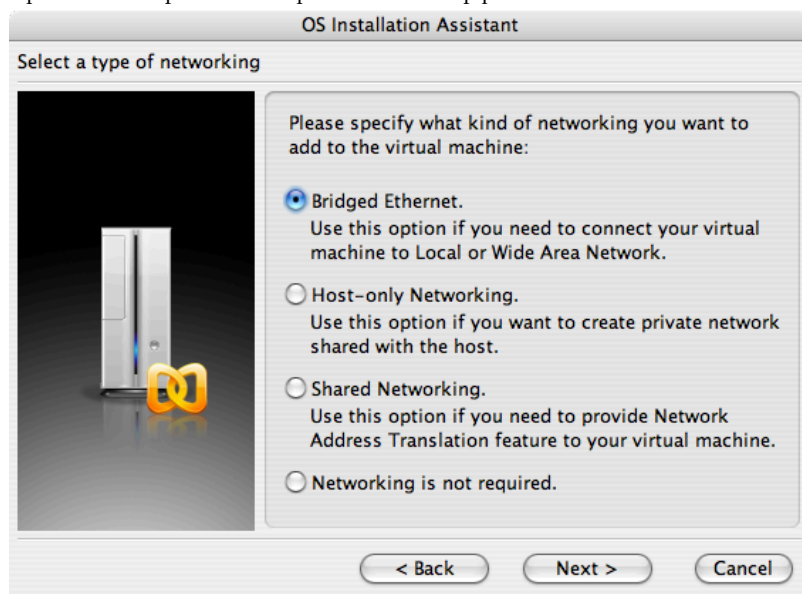 OS Installation Assistant
Select a type of networking
Please specify what kind of networking you want to
add to the virtual machine:
Bridged Ethernet.
Use this option if you need to connect your virtual
machine to Local or Wide Area Network.
Host-only Networking.
Use this option if you want to create private network
shared with the host.
Shared Networking.
Use this option if you need to provide Network
Address Translation feature to your virtual machine.
Networking is not required.
< Back
Next >
Cancel